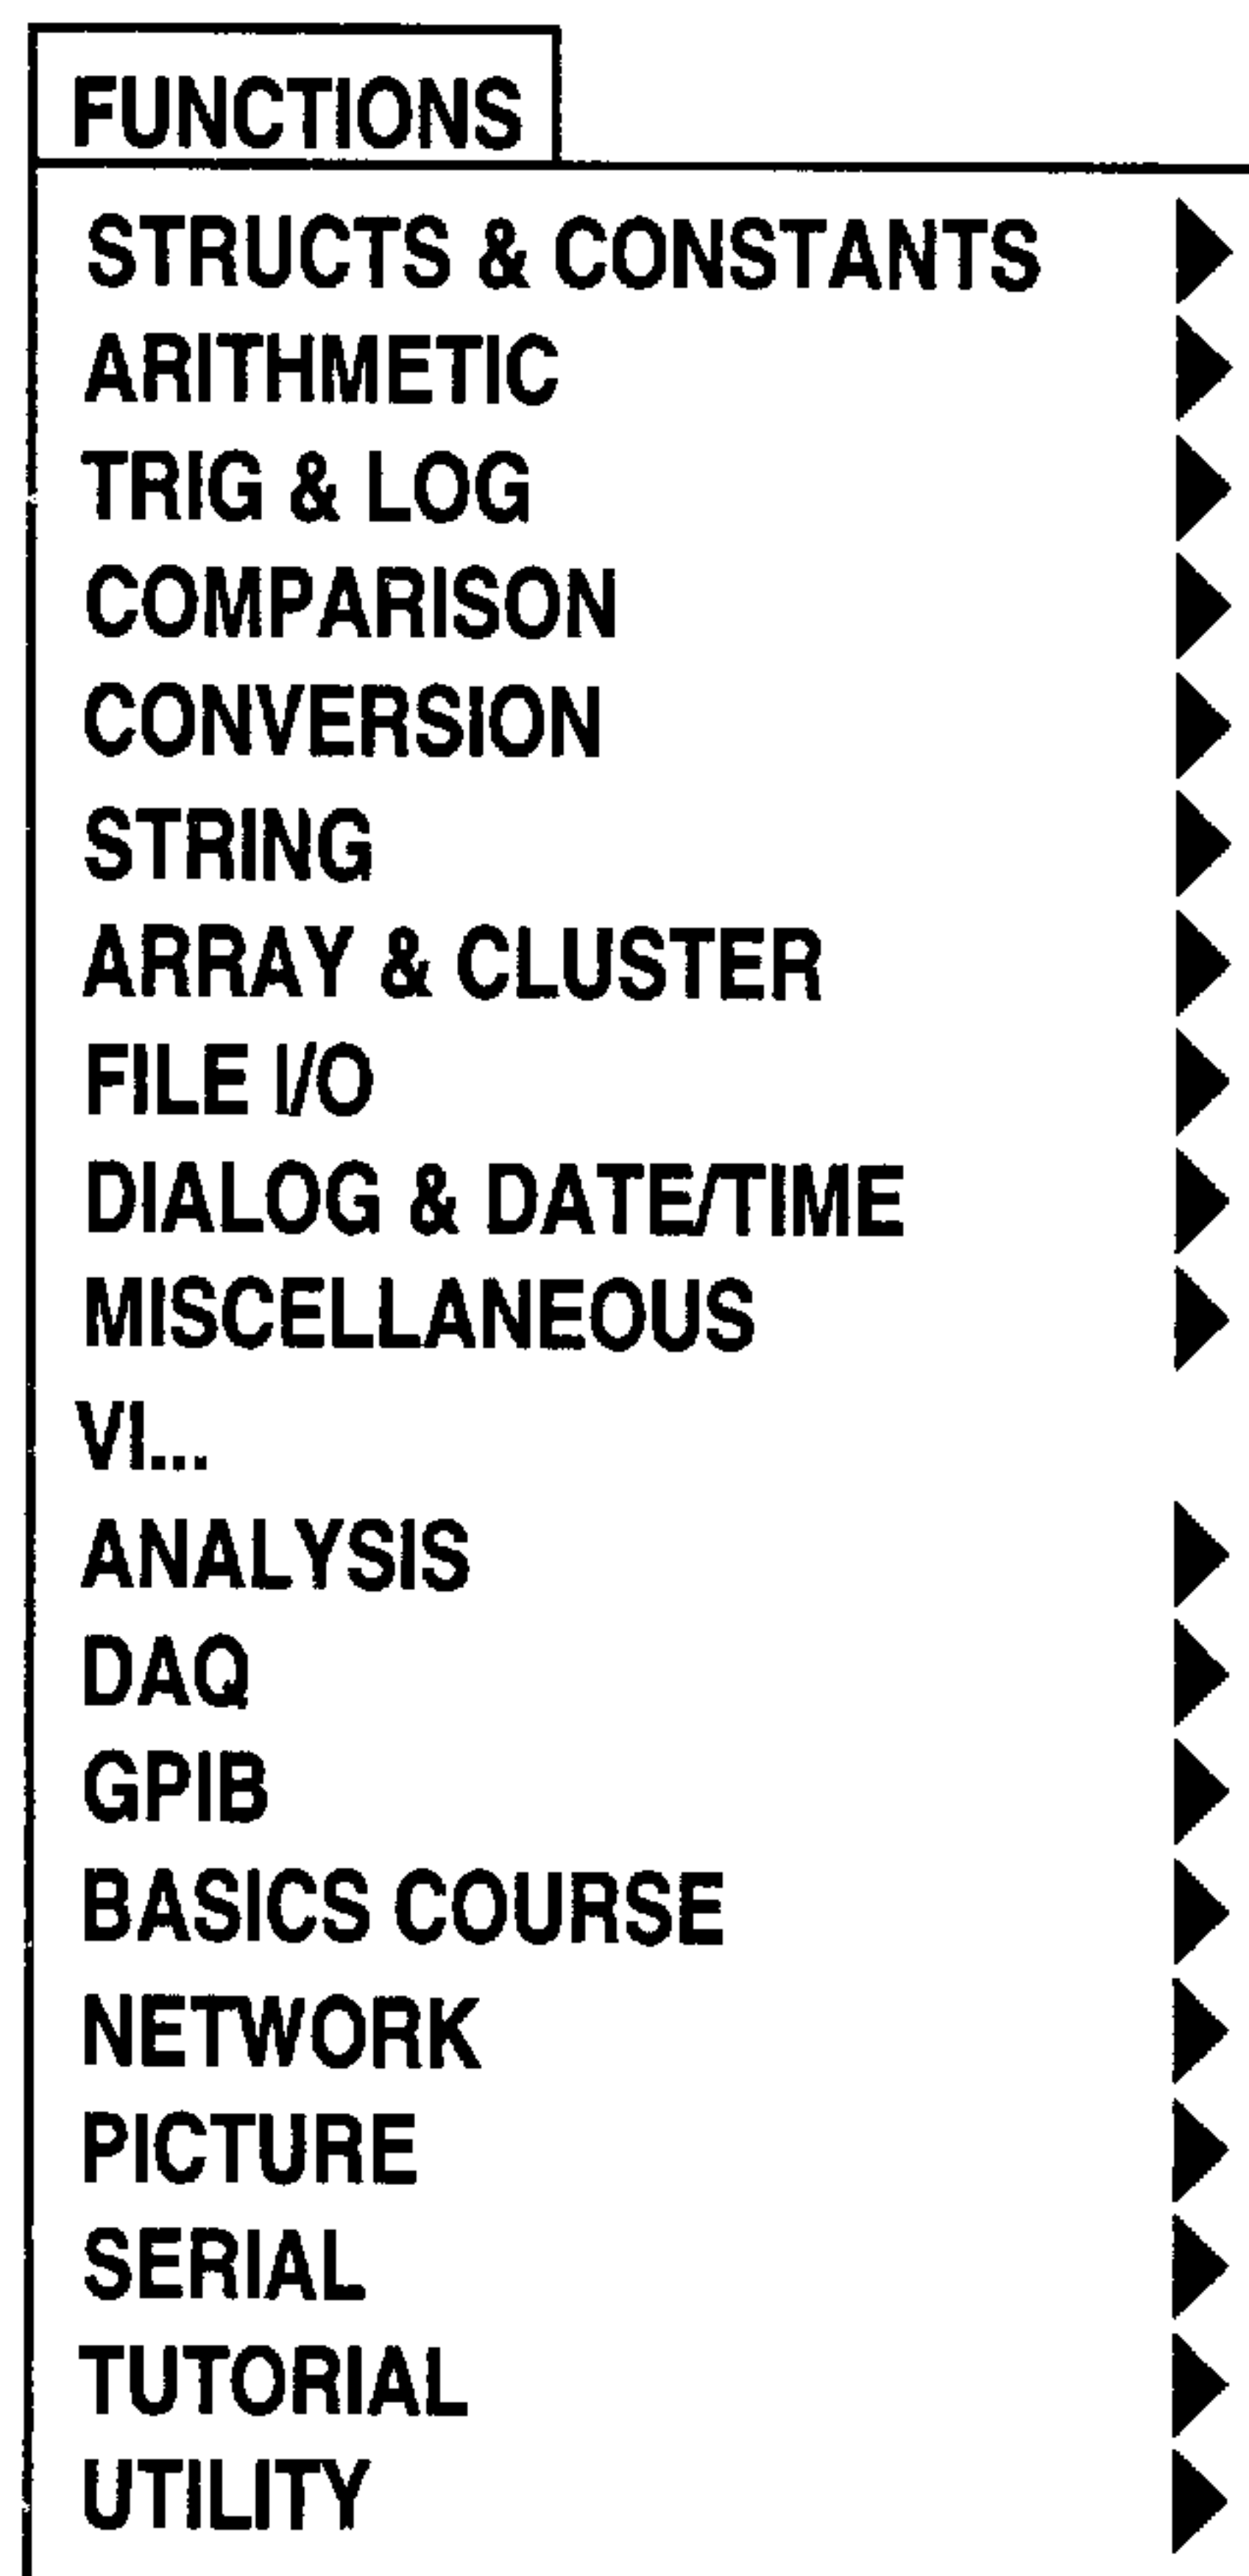 FUNCTIONS
STRUCTS & CONSTANTS
ARITHMETIC
TRIG & LOG
COMPARISON
CONVERSION
STRING
ARRAY & CLUSTER
FILE I/O
DIALOG & DATE/TIME
MISCELLANEOUS
VI...
ANALYSIS
DAQ
GPIB
BASICS COURSE
NETWORK
PICTURE
SERIAL
TUTORIAL
UTILITY